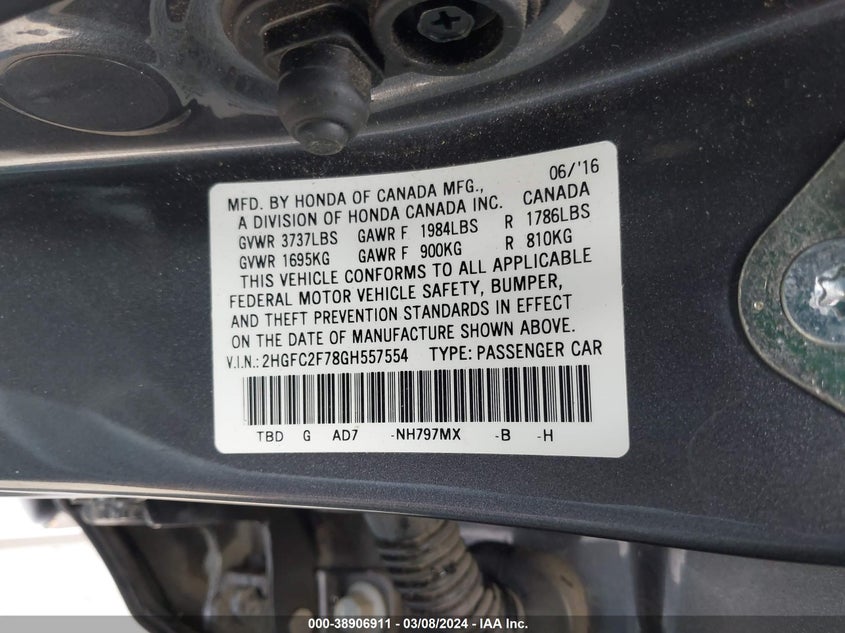 06/'16
MFD. BY HONDA OF CANADA MFG.,
A DIVISION OF HONDA CANADA INC. CANADA
GVWR 3737LBS GAWR F 1984LBS R 1786LBS
GVWR 1695KG GAWR F 900KG R 810KG
THIS VEHICLE CONFORMS TO ALL APPLICABLE
FEDERAL MOTOR VEHICLE SAFETY, BUMPER,
AND THEFT PREVENTION STANDARDS IN EFFECT
ON THE DATE OF MANUFACTURE SHOWN ABOVE.
V.I.N.: 2HGFC2F78GH557554 TYPE: PASSENGER CAR
TBD G AD7 -NH797MX -B -H
000-38906911 - 03/08/2024 - IAA Inc.